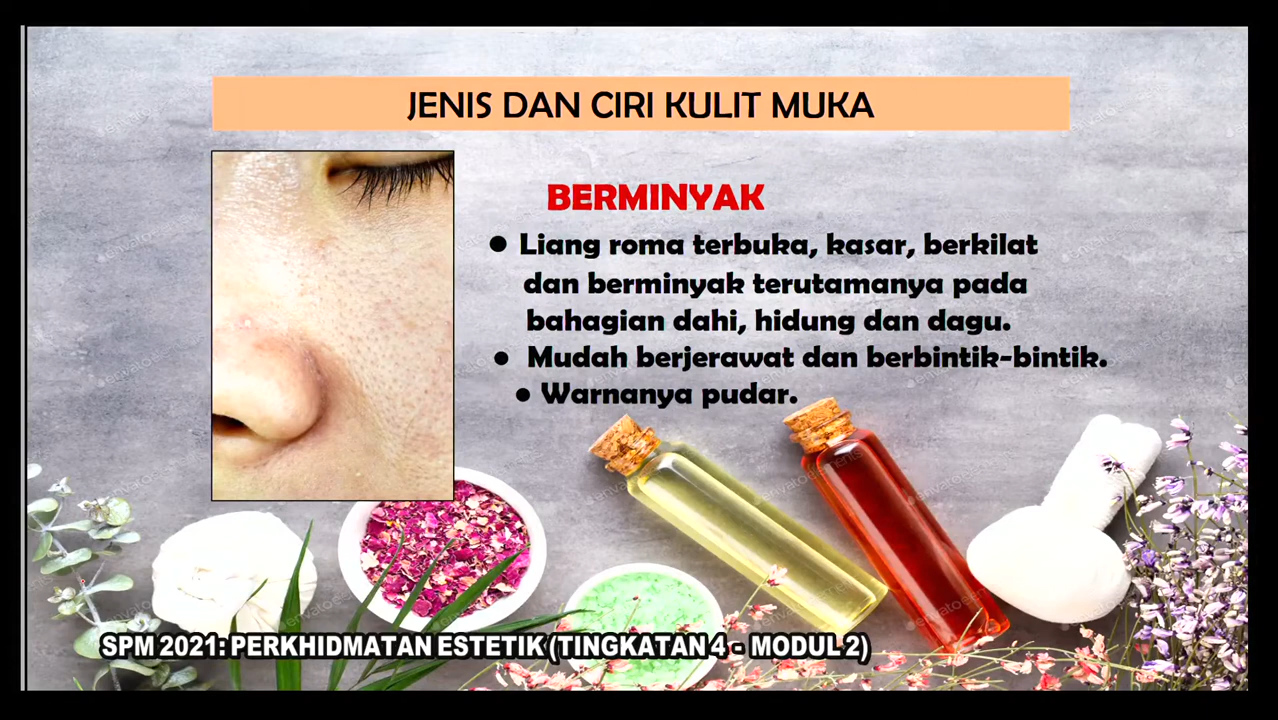 JENIS DAN CIRI KULIT MUKA
BERMINYAK
● Liang roma terbuka, kasar, berkilat
dan berminyak terutamanya pada
bahagian dahi, hidung dan dagu.
● Mudah berjerawat dan berbintik-bintik.
● Warnanya pudar.
SPM 2021: PERKHIDMATAN ESTETIK (TINGKATAN 4 - MODUL 2)